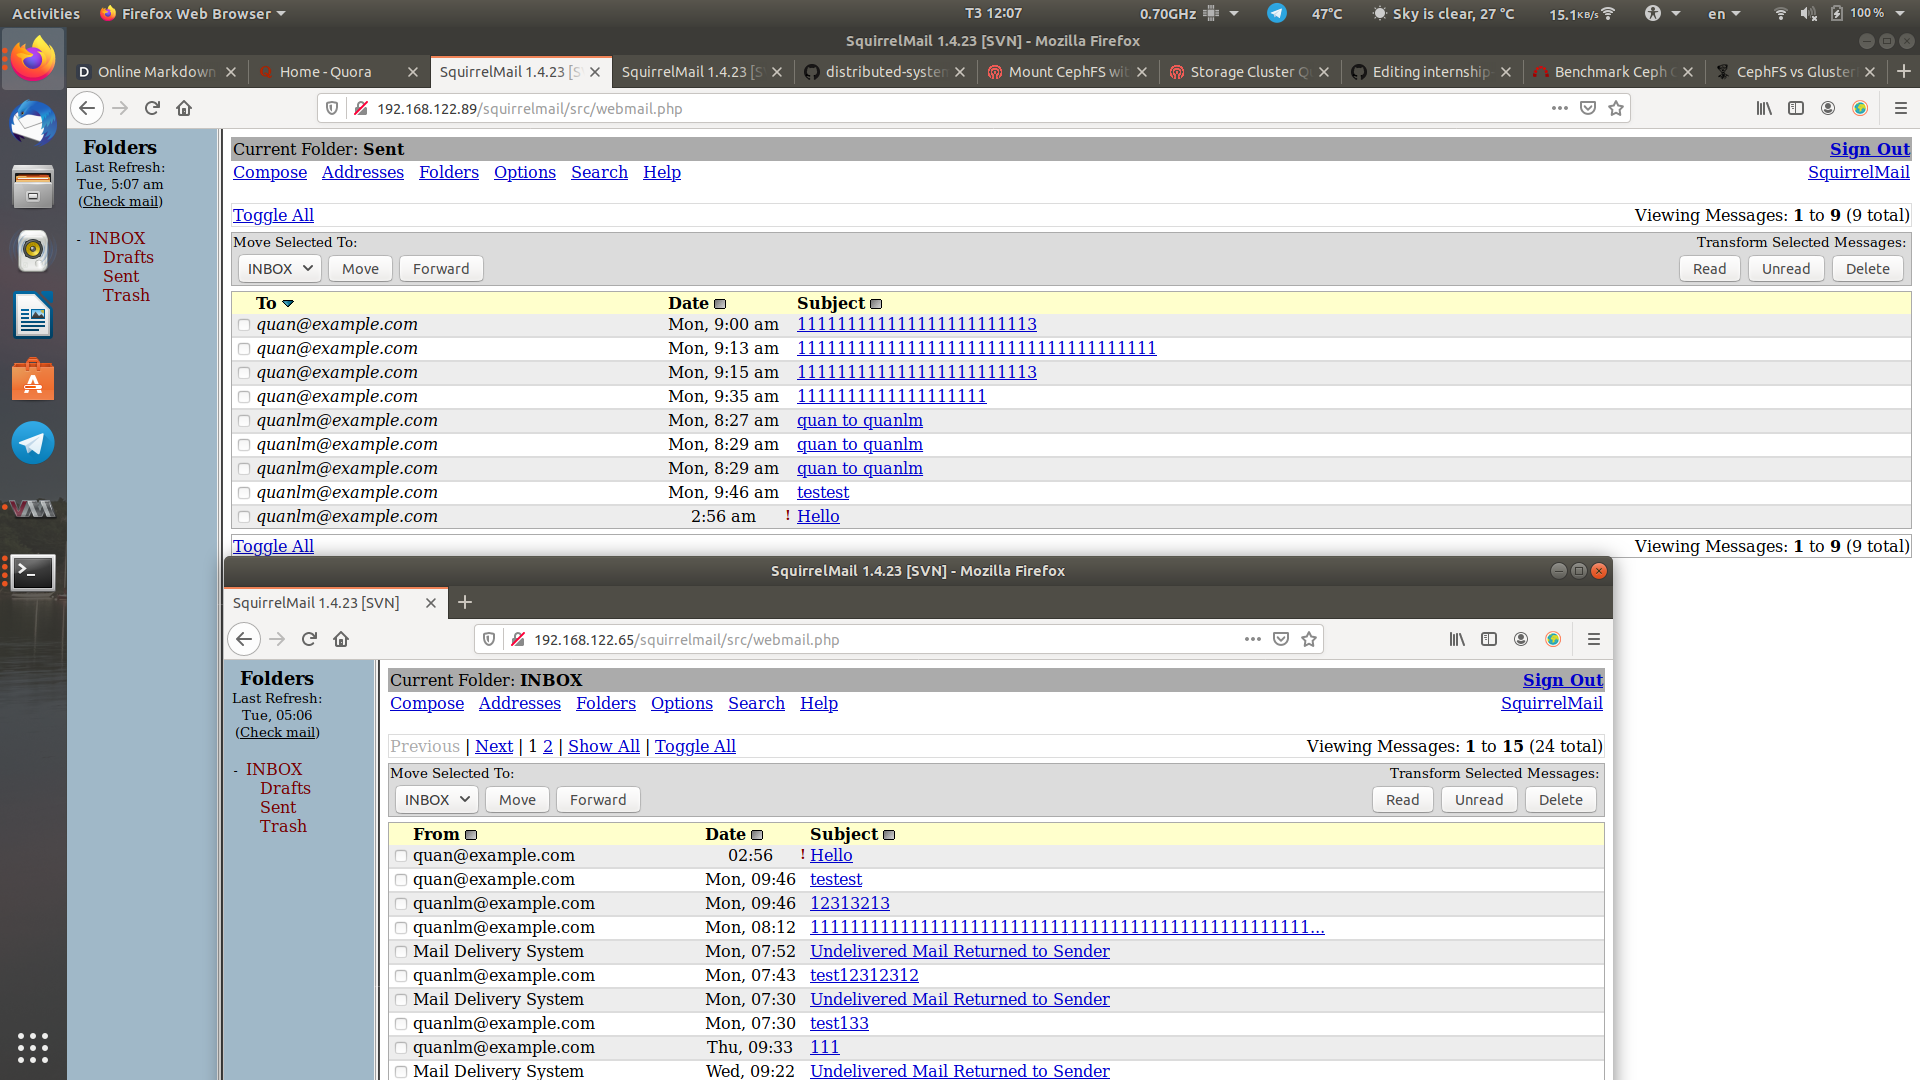 Activities Firefox Web Browser T3 12:07 0.70GHz 47°C Sky is clear, 27 °C 15.1KB/s en 100 %
SquirrelMail 1.4.23 [SVN] - Mozilla Firefox
Online Markdown Home - Quora SquirrelMail 1.4.23 [S SquirrelMail 1.4.23 [S distributed-system Mount CephFS wit Storage Cluster Q Editing internship- Benchmark Ceph C CephFS vs Gluster
192.168.122.89/squirrelmail/src/webmail.php
Folders
Last Refresh:
Tue, 5:07 am
(Check mail)
- INBOX
Drafts
Sent
Trash
Current Folder: Sent Sign Out
Compose Addresses Folders Options Search Help SquirrelMail
Toggle All Viewing Messages: 1 to 9 (9 total)
Move Selected To: Transform Selected Messages:
INBOX Move Forward Read Unread Delete
To Date Subject
quan@example.com Mon, 9:00 am 111111111111111111111113
quan@example.com Mon, 9:13 am 111111111111111111111111111111111111
quan@example.com Mon, 9:15 am 111111111111111111111113
quan@example.com Mon, 9:35 am 1111111111111111111
quanlm@example.com Mon, 8:27 am quan to quanlm
quanlm@example.com Mon, 8:29 am quan to quanlm
quanlm@example.com Mon, 8:29 am quan to quanlm
quanlm@example.com Mon, 9:46 am testest
quanlm@example.com 2:56 am ! Hello
Toggle All Viewing Messages: 1 to 9 (9 total)
SquirrelMail 1.4.23 [SVN] - Mozilla Firefox
SquirrelMail 1.4.23 [SVN]
192.168.122.65/squirrelmail/src/webmail.php
Folders
Last Refresh:
Tue, 05:06
(Check mail)
- INBOX
Drafts
Sent
Trash
Current Folder: INBOX Sign Out
Compose Addresses Folders Options Search Help SquirrelMail
Previous | Next | 1 2 | Show All | Toggle All Viewing Messages: 1 to 15 (24 total)
Move Selected To: Transform Selected Messages:
INBOX Move Forward Read Unread Delete
From Date Subject
quan@example.com 02:56 ! Hello
quan@example.com Mon, 09:46 testest
quanlm@example.com Mon, 09:46 12313213
quanlm@example.com Mon, 08:12 11111111111111111111111111111111111111111111111111...
Mail Delivery System Mon, 07:52 Undelivered Mail Returned to Sender
quanlm@example.com Mon, 07:43 test12312312
Mail Delivery System Mon, 07:30 Undelivered Mail Returned to Sender
quanlm@example.com Mon, 07:30 test133
quanlm@example.com Thu, 09:33 111
Mail Delivery System Wed, 09:22 Undelivered Mail Returned to Sender